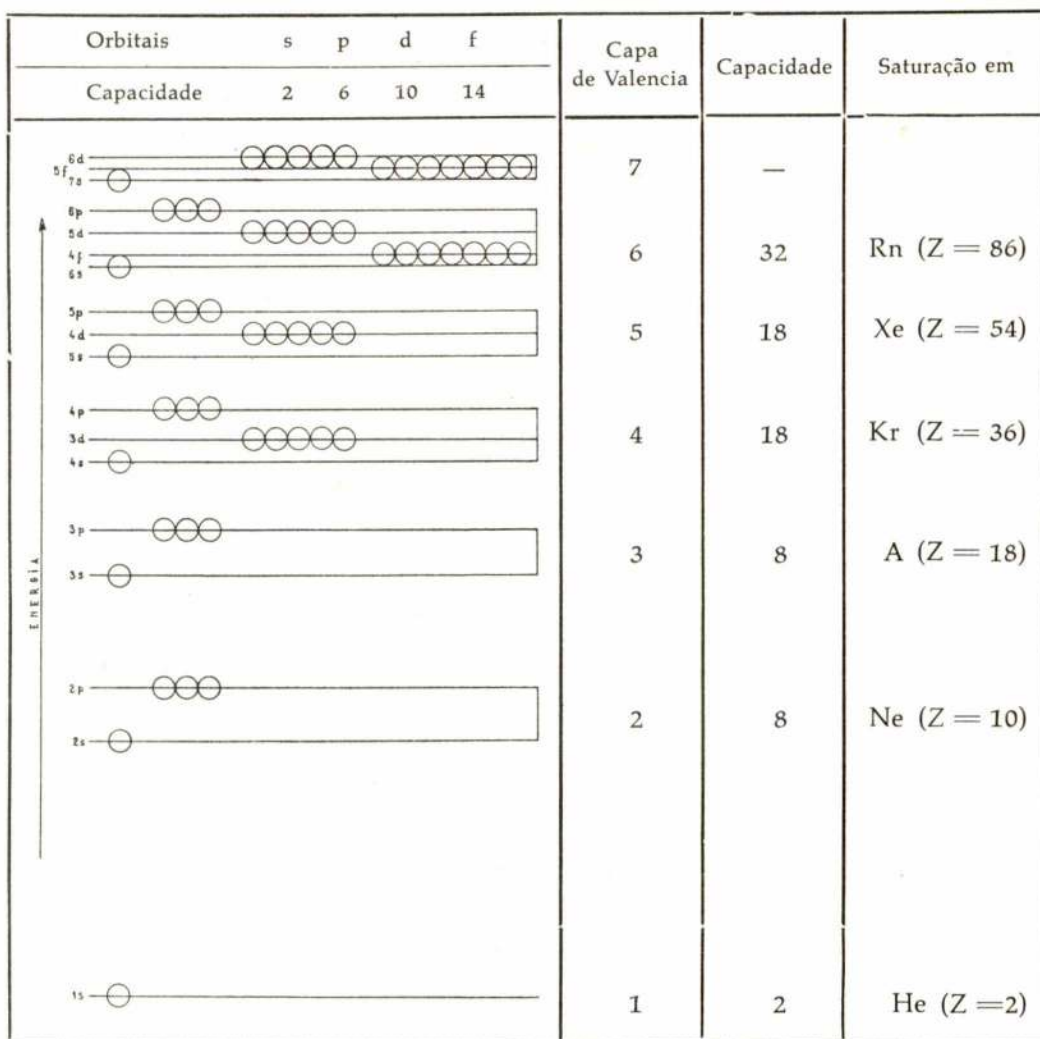 Orbitais s p d f
Capacidade 2 6 10 14
Capa de Valencia
Capacidade
Saturação em
6d
5f
7s
7 —
6p
5d
4f
6s
6 32 Rn (Z = 86)
5p
4d
5s
5 18 Xe (Z = 54)
4p
3d
4s
4 18 Kr (Z = 36)
3p
3s
3 8 A (Z = 18)
ENERGÍA
2p
2s
2 8 Ne (Z = 10)
1s
1 2 He (Z =2)